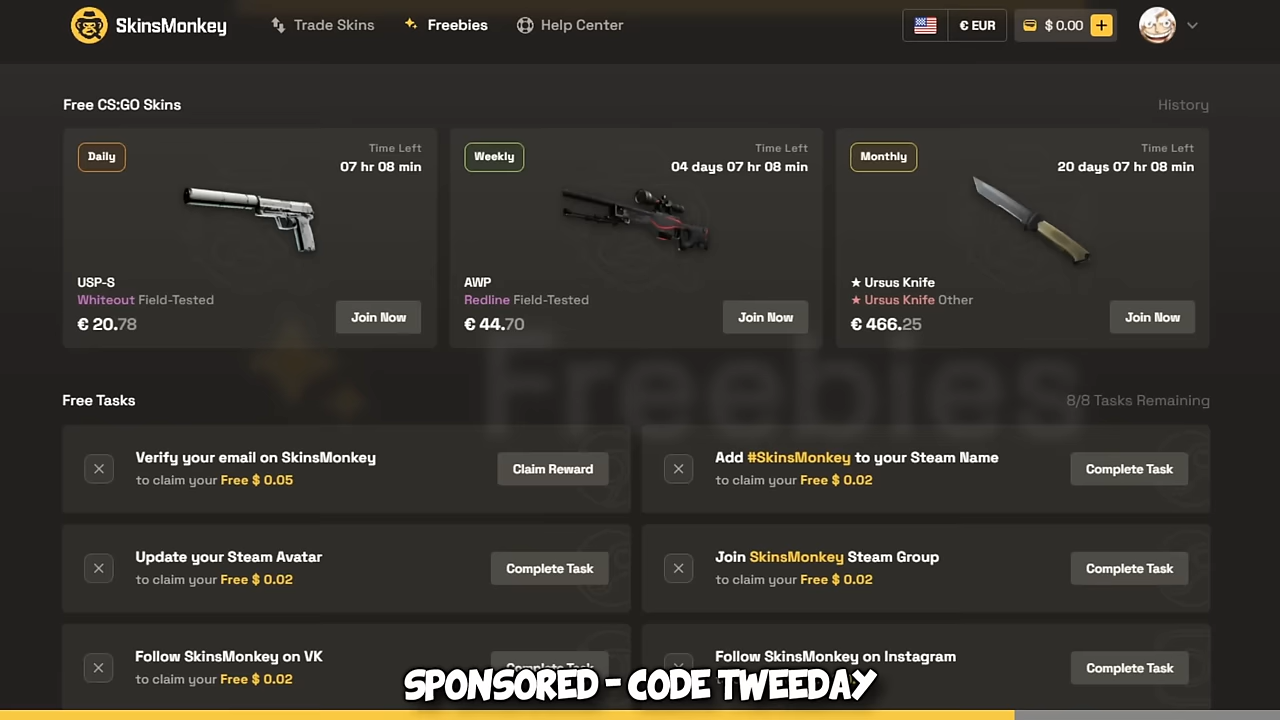 SkinsMonkey
Trade Skins
Freebies
Help Center
€ EUR
$ 0.00
Free CS:GO Skins
History
Daily
Time Left
07 hr 08 min
USP-S
Whiteout Field-Tested
€ 20.78
Join Now
Weekly
Time Left
04 days 07 hr 08 min
AWP
Redline Field-Tested
€ 44.70
Join Now
Monthly
Time Left
20 days 07 hr 08 min
★ Ursus Knife
★ Ursus Knife Other
€ 466.25
Join Now
Freebies
Free Tasks
8/8 Tasks Remaining
Verify your email on SkinsMonkey
to claim your Free $ 0.05
Claim Reward
Add #SkinsMonkey to your Steam Name
to claim your Free $ 0.02
Complete Task
Update your Steam Avatar
to claim your Free $ 0.02
Complete Task
Join SkinsMonkey Steam Group
to claim your Free $ 0.02
Complete Task
Follow SkinsMonkey on VK
to claim your Free $ 0.02
Complete Task
Follow SkinsMonkey on Instagram
Complete Task
SPONSORED - CODE TWEEDAY